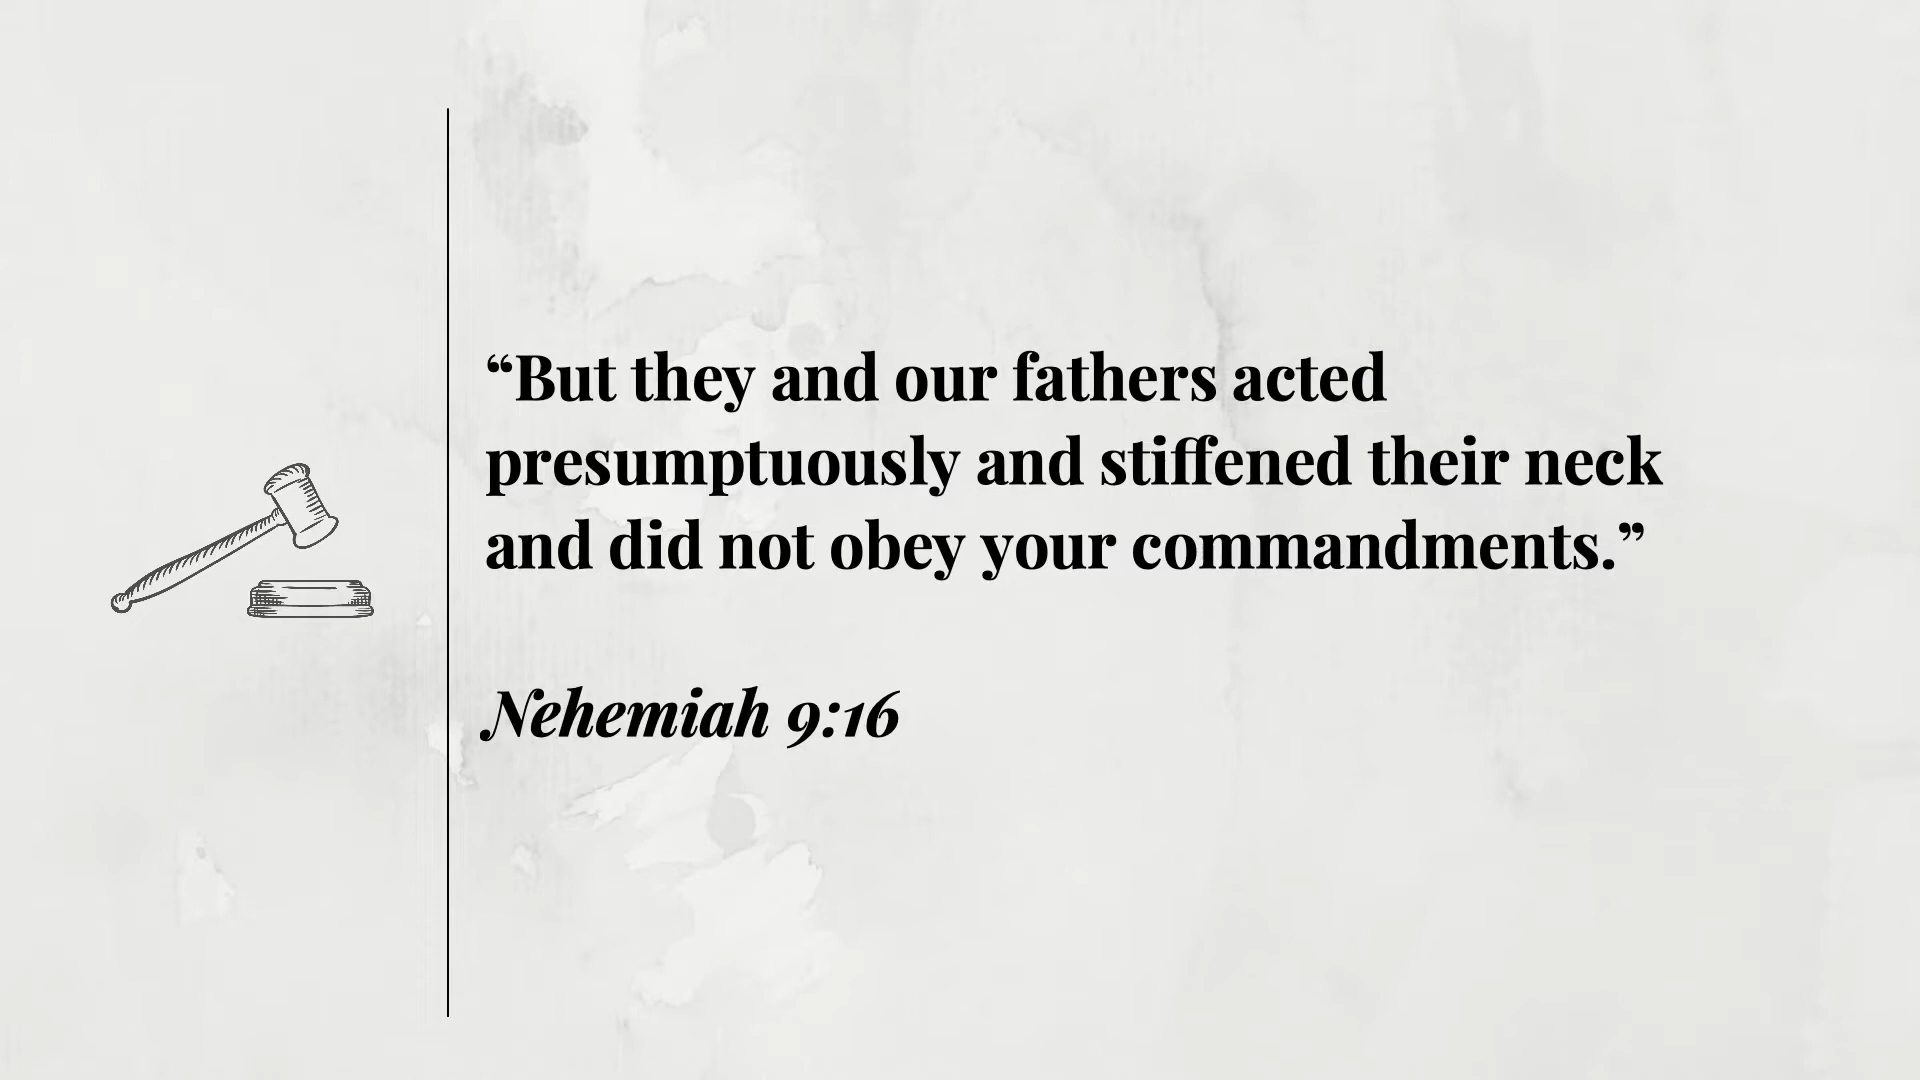 “But they and our fathers acted
presumptuously and stiffened their neck
and did not obey your commandments.”
Nehemiah 9:16